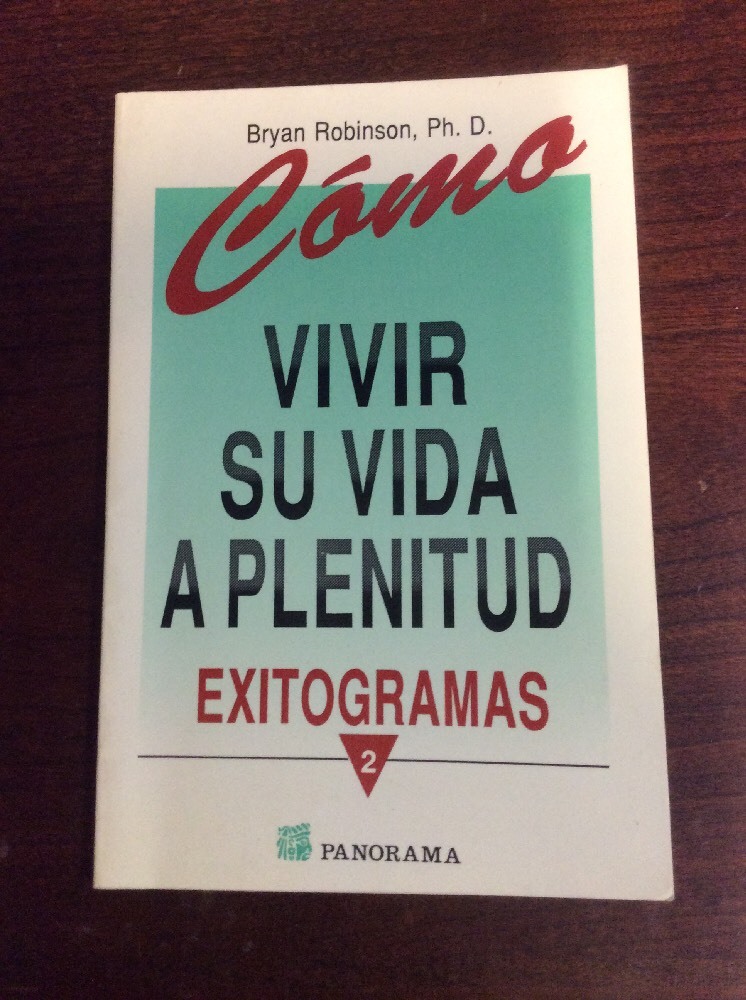 Bryan Robinson, Ph. D.
Cómo
VIVIR
SU VIDA
A PLENITUD
EXITOGRAMAS
2
PANORAMA